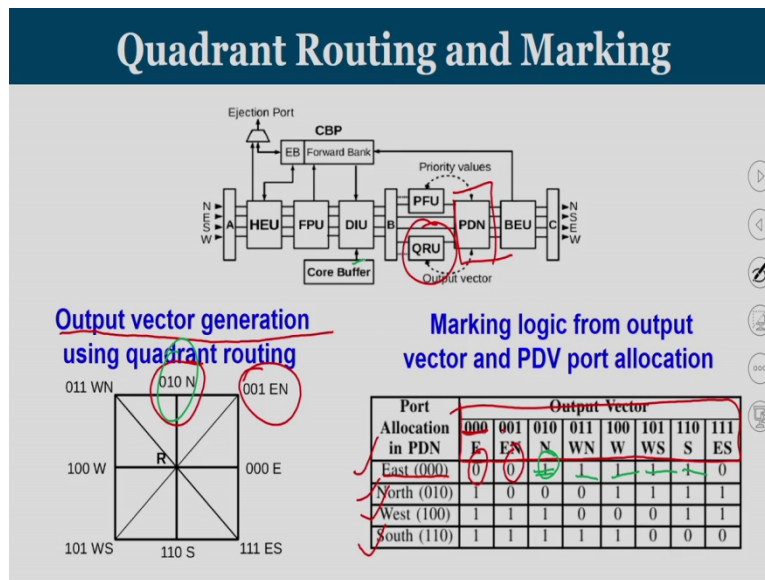 Quadrant Routing and Marking
Ejection Port
CBP
EB Forward Bank
Priority values
N
E
S
W
A
HEU
FPU
DIU
B
PFU
QRU
PDN
BEU
C
N
S
E
W
Core Buffer
Output vector
Output vector generation
using quadrant routing
011 WN
010 N
001 EN
100 W
R
000 E
101 WS
110 S
111 ES
Marking logic from output
vector and PDV port allocation
Port Output Vector
Allocation 000 001 010 011 100 101 110 111
in PDN E EN N WN W WS S ES
East (000) 0 0 1 1 1 1 1 0
North (010) 1 0 0 0 1 1 1 1
West (100) 1 1 1 0 0 0 1 1
South (110) 1 1 1 1 1 0 0 0